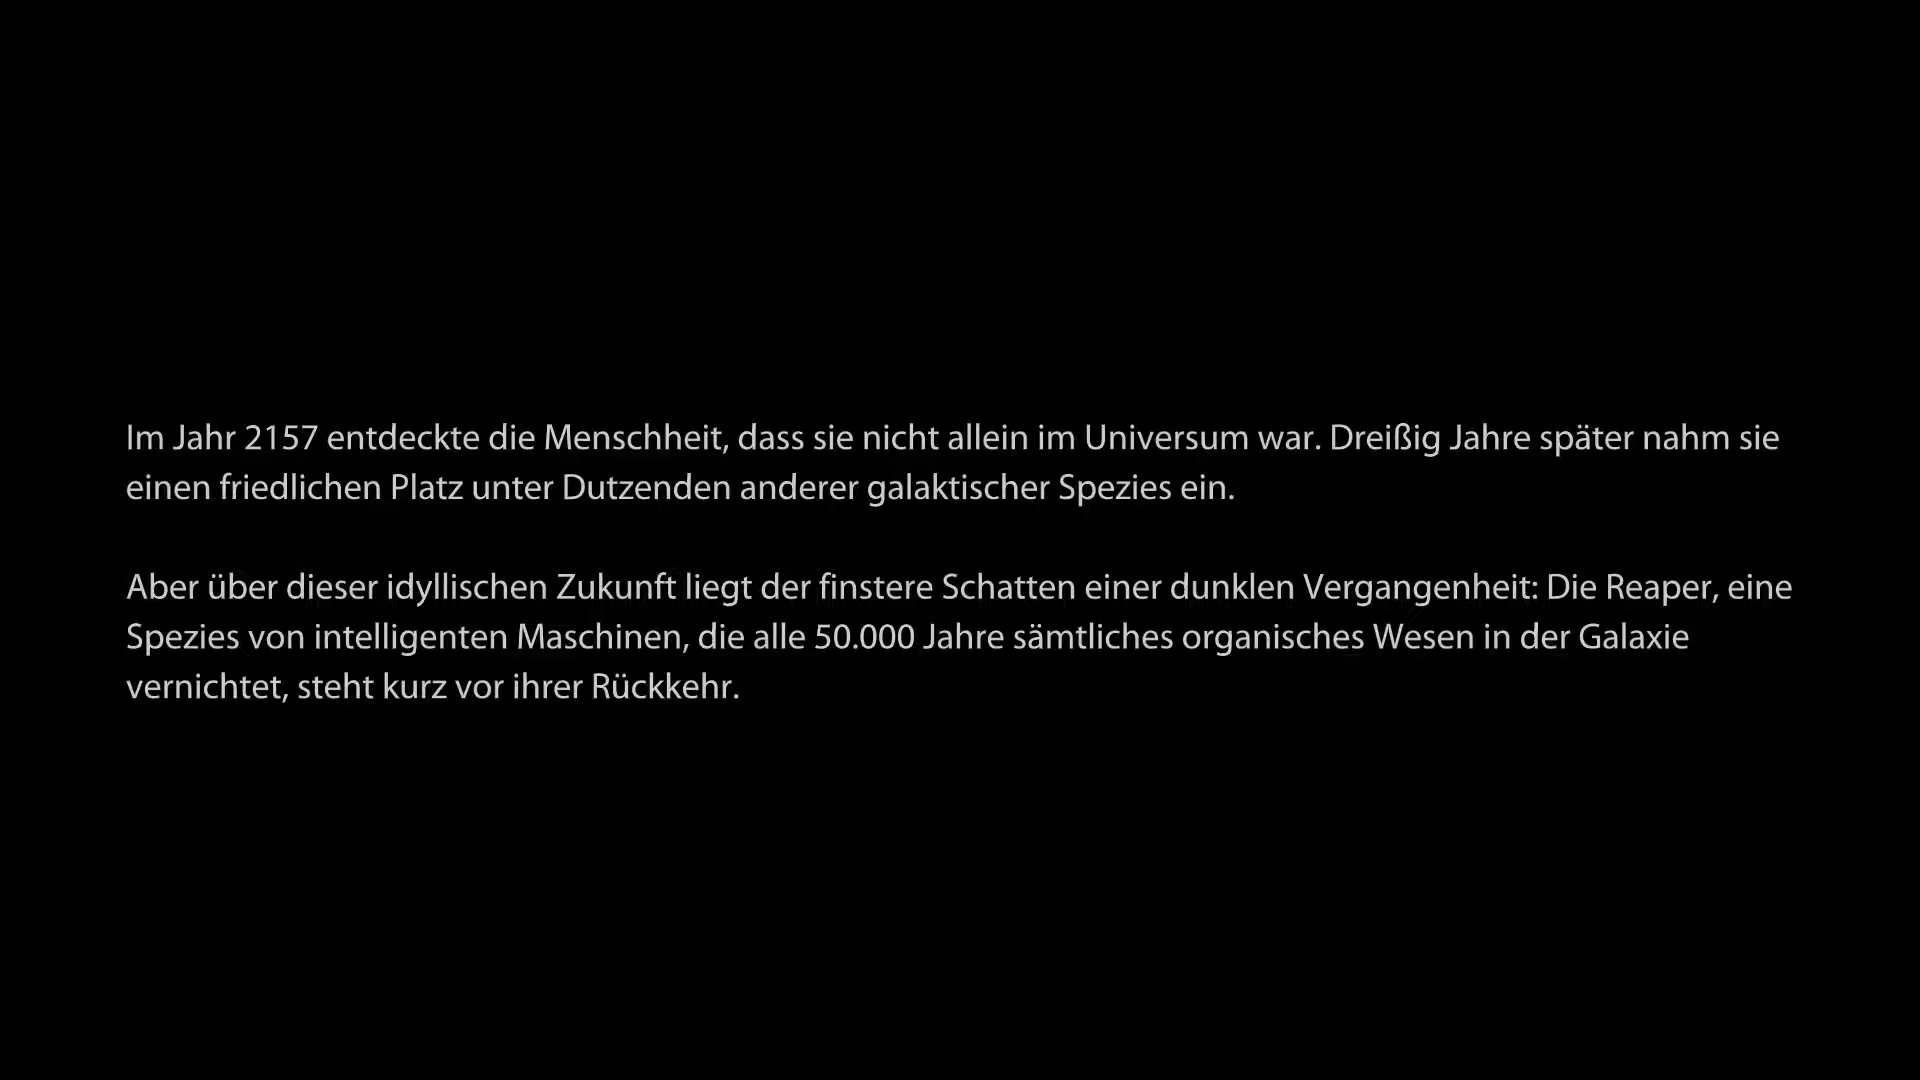 Im Jahr 2157 entdeckte die Menschheit, dass sie nicht allein im Universum war. Dreißig Jahre später nahm sie
einen friedlichen Platz unter Dutzenden anderer galaktischer Spezies ein.
Aber über dieser idyllischen Zukunft liegt der finstere Schatten einer dunklen Vergangenheit: Die Reaper, eine
Spezies von intelligenten Maschinen, die alle 50.000 Jahre sämtliches organisches Wesen in der Galaxie
vernichtet, steht kurz vor ihrer Rückkehr.